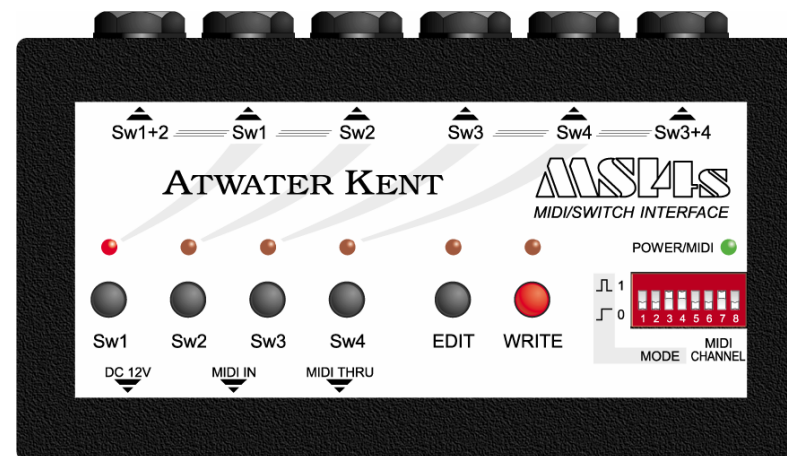 Sw1+2 Sw1 Sw2 Sw3 Sw4 Sw3+4
ATWATER KENT
MSI4s
MIDI/SWITCH INTERFACE
POWER/MIDI
1
0
1 2 3 4 5 6 7 8
Sw1 Sw2 Sw3 Sw4 EDIT WRITE
MODE
MIDI CHANNEL
DC 12V MIDI IN MIDI THRU